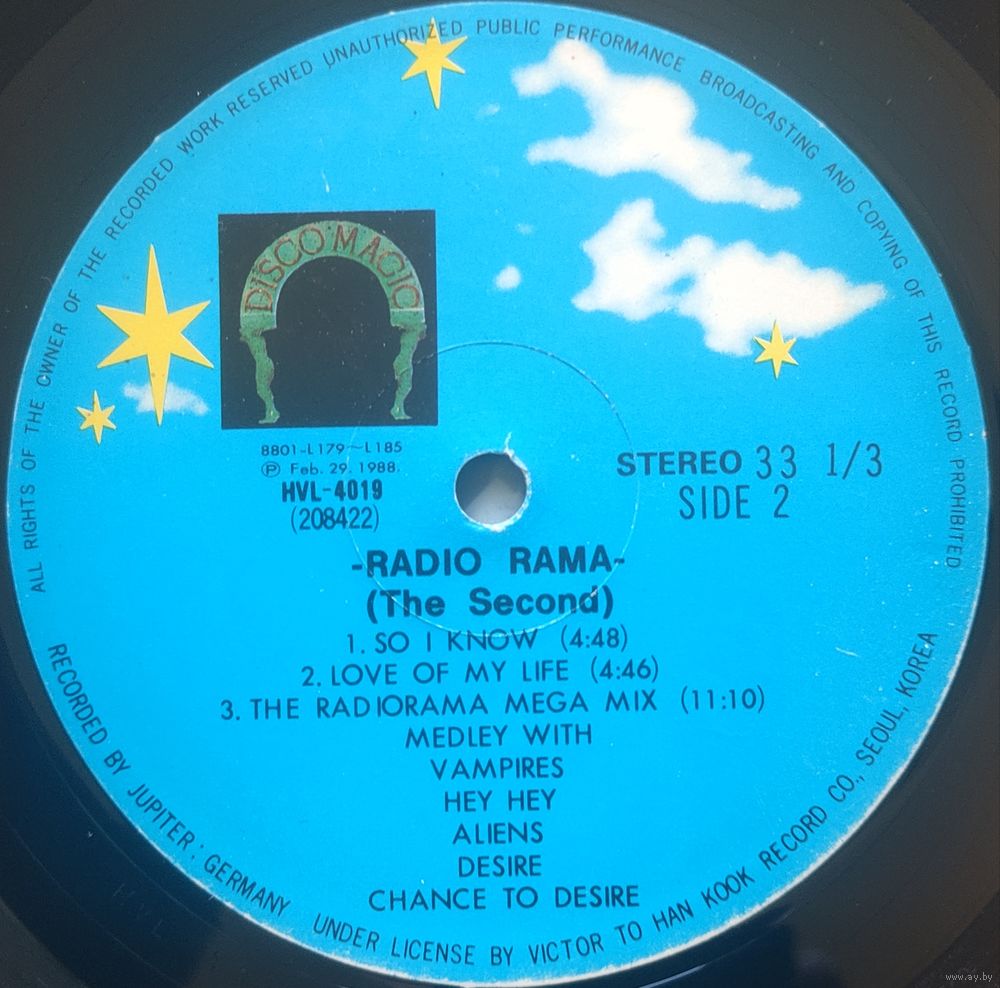 ALL RIGHTS OF THE OWNER OF THE RECORDED WORK RESERVED UNAUTHORIZED PUBLIC PERFORMANCE BROADCASTING AND COPYING OF THIS RECORD PROHIBITED
DISCO MAGIC
8801-L179~L185
Ⓟ Feb. 29. 1988.
HVL-4019
(208422)
STEREO 33 1/3
SIDE 2
-RADIO RAMA-
(The Second)
1. SO I KNOW (4:48)
2. LOVE OF MY LIFE (4:46)
3. THE RADIORAMA MEGA MIX (11:10)
MEDLEY WITH
VAMPIRES
HEY HEY
ALIENS
DESIRE
CHANCE TO DESIRE
RECORDED BY JUPITER, GERMANY UNDER LICENSE BY VICTOR TO HAN KOOK RECORD CO., SEOUL, KOREA
www.ay.by